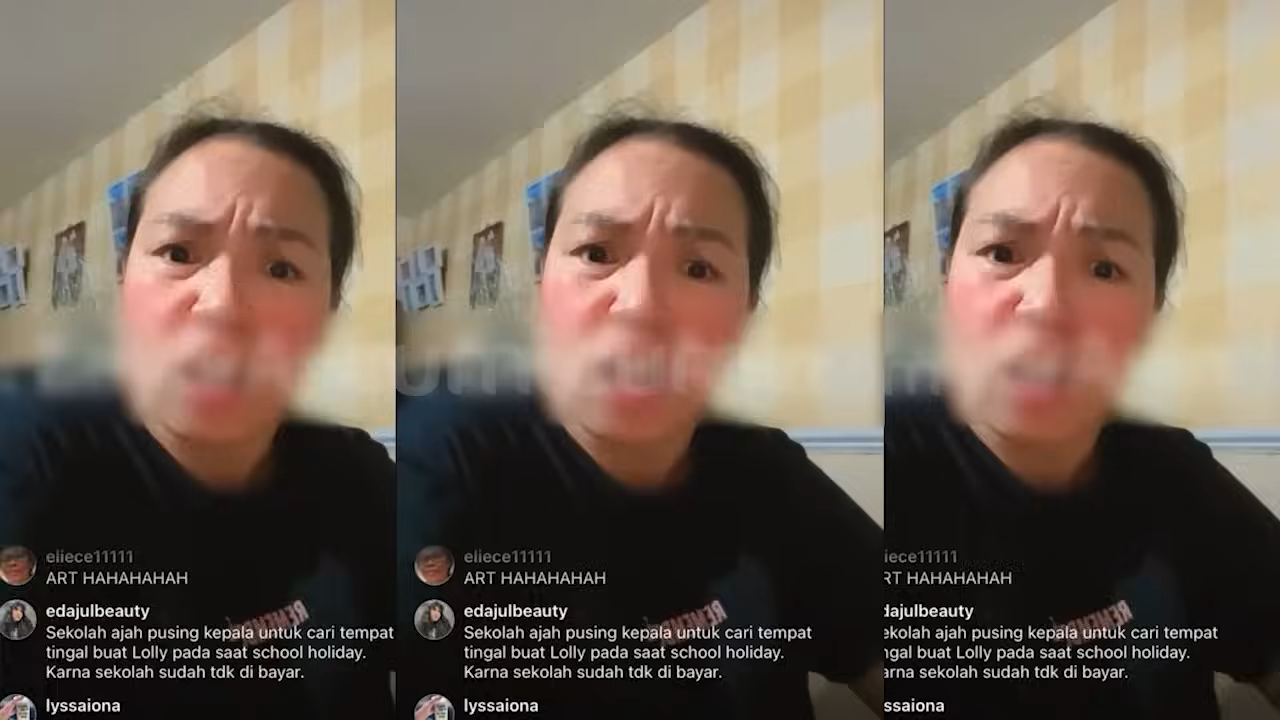 eliece11111
ART HAHAHAHAH
edajulbeauty
Sekolah ajah pusing kepala untuk cari tempat
tingal buat Lolly pada saat school holiday.
Karna sekolah sudah tdk di bayar.
lyssaiona
eliece11111
ART HAHAHAHAH
edajulbeauty
Sekolah ajah pusing kepala untuk cari tempat
tingal buat Lolly pada saat school holiday.
Karna sekolah sudah tdk di bayar.
lyssaiona
iece11111
RT HAHAHAHAH
dajulbeauty
ekolah ajah pusing kepala untuk cari tempat
ngal buat Lolly pada saat school holiday.
arna sekolah sudah tdk di bayar.
ssaiona